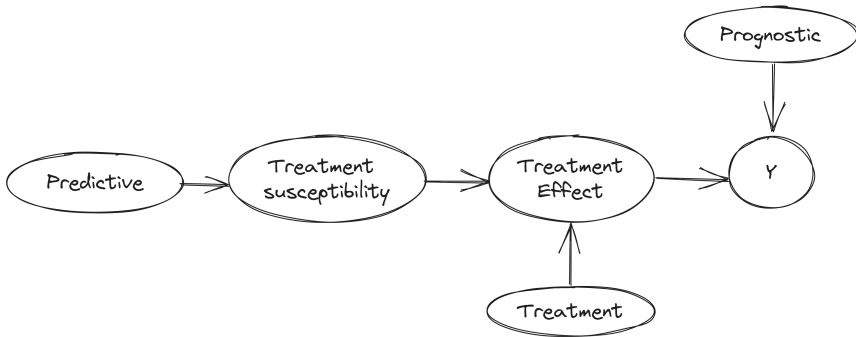 Prognostic
Predictive
Treatment
susceptibility
Treatment
Effect
Y
Treatment